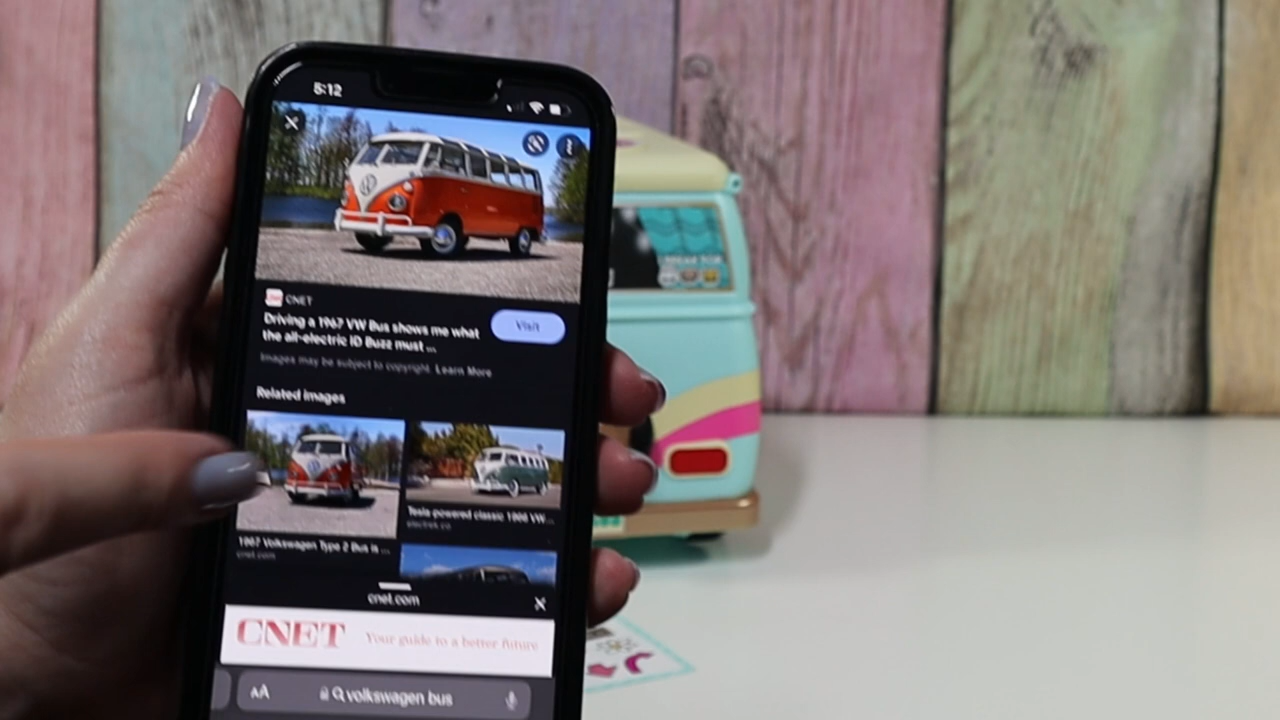 5:12
CNET
Driving a 1967 VW Bus shows me what
the all-electric ID Buzz must ...
Visit
Images may be subject to copyright. Learn More
Related images
1967 Volkswagen Type 2 Bus is ...
cnet.com
Tesla-powered classic 1966 VW...
electrek.co
cnet.com
CNET Your guide to a better future
AA volkswagen bus